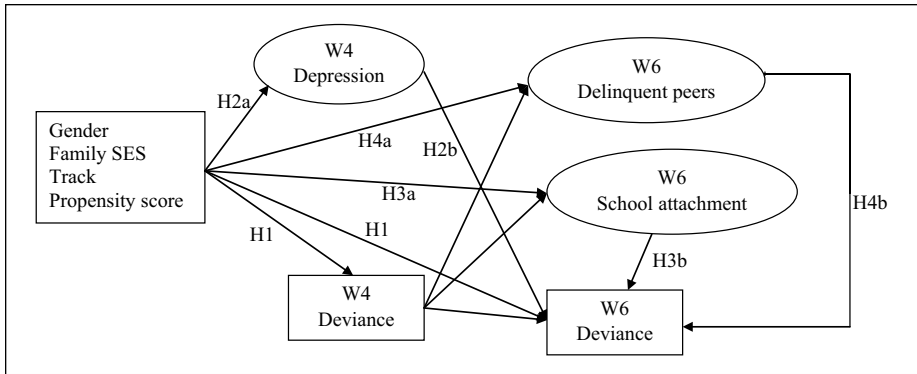 W4
Depression
W6
Delinquent peers
H2a
Gender
Family SES
Track
Propensity score
H4a
H2b
H3a
W6
School attachment
H4b
H1
H1
H3b
W4
Deviance
W6
Deviance